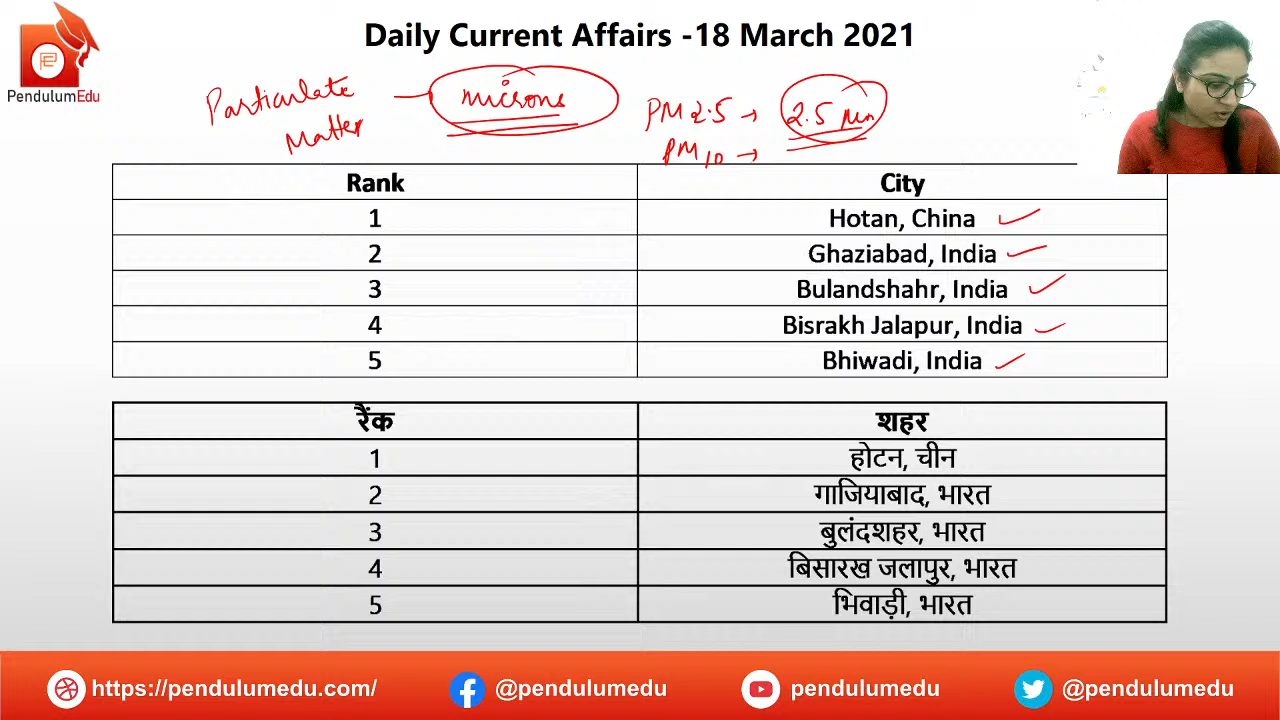 Daily Current Affairs -18 March 2021
PendulumEdu
Particulate
Matter
microns
PM 2.5 → 2.5 μm
PM10 →
Rank City
1 Hotan, China
2 Ghaziabad, India
3 Bulandshahr, India
4 Bisrakh Jalapur, India
5 Bhiwadi, India
रैंक शहर
1 होटन, चीन
2 गाजियाबाद, भारत
3 बुलंदशहर, भारत
4 बिसारख जलापुर, भारत
5 भिवाड़ी, भारत
https://pendulumedu.com/ @pendulumedu pendulumedu @pendulumedu